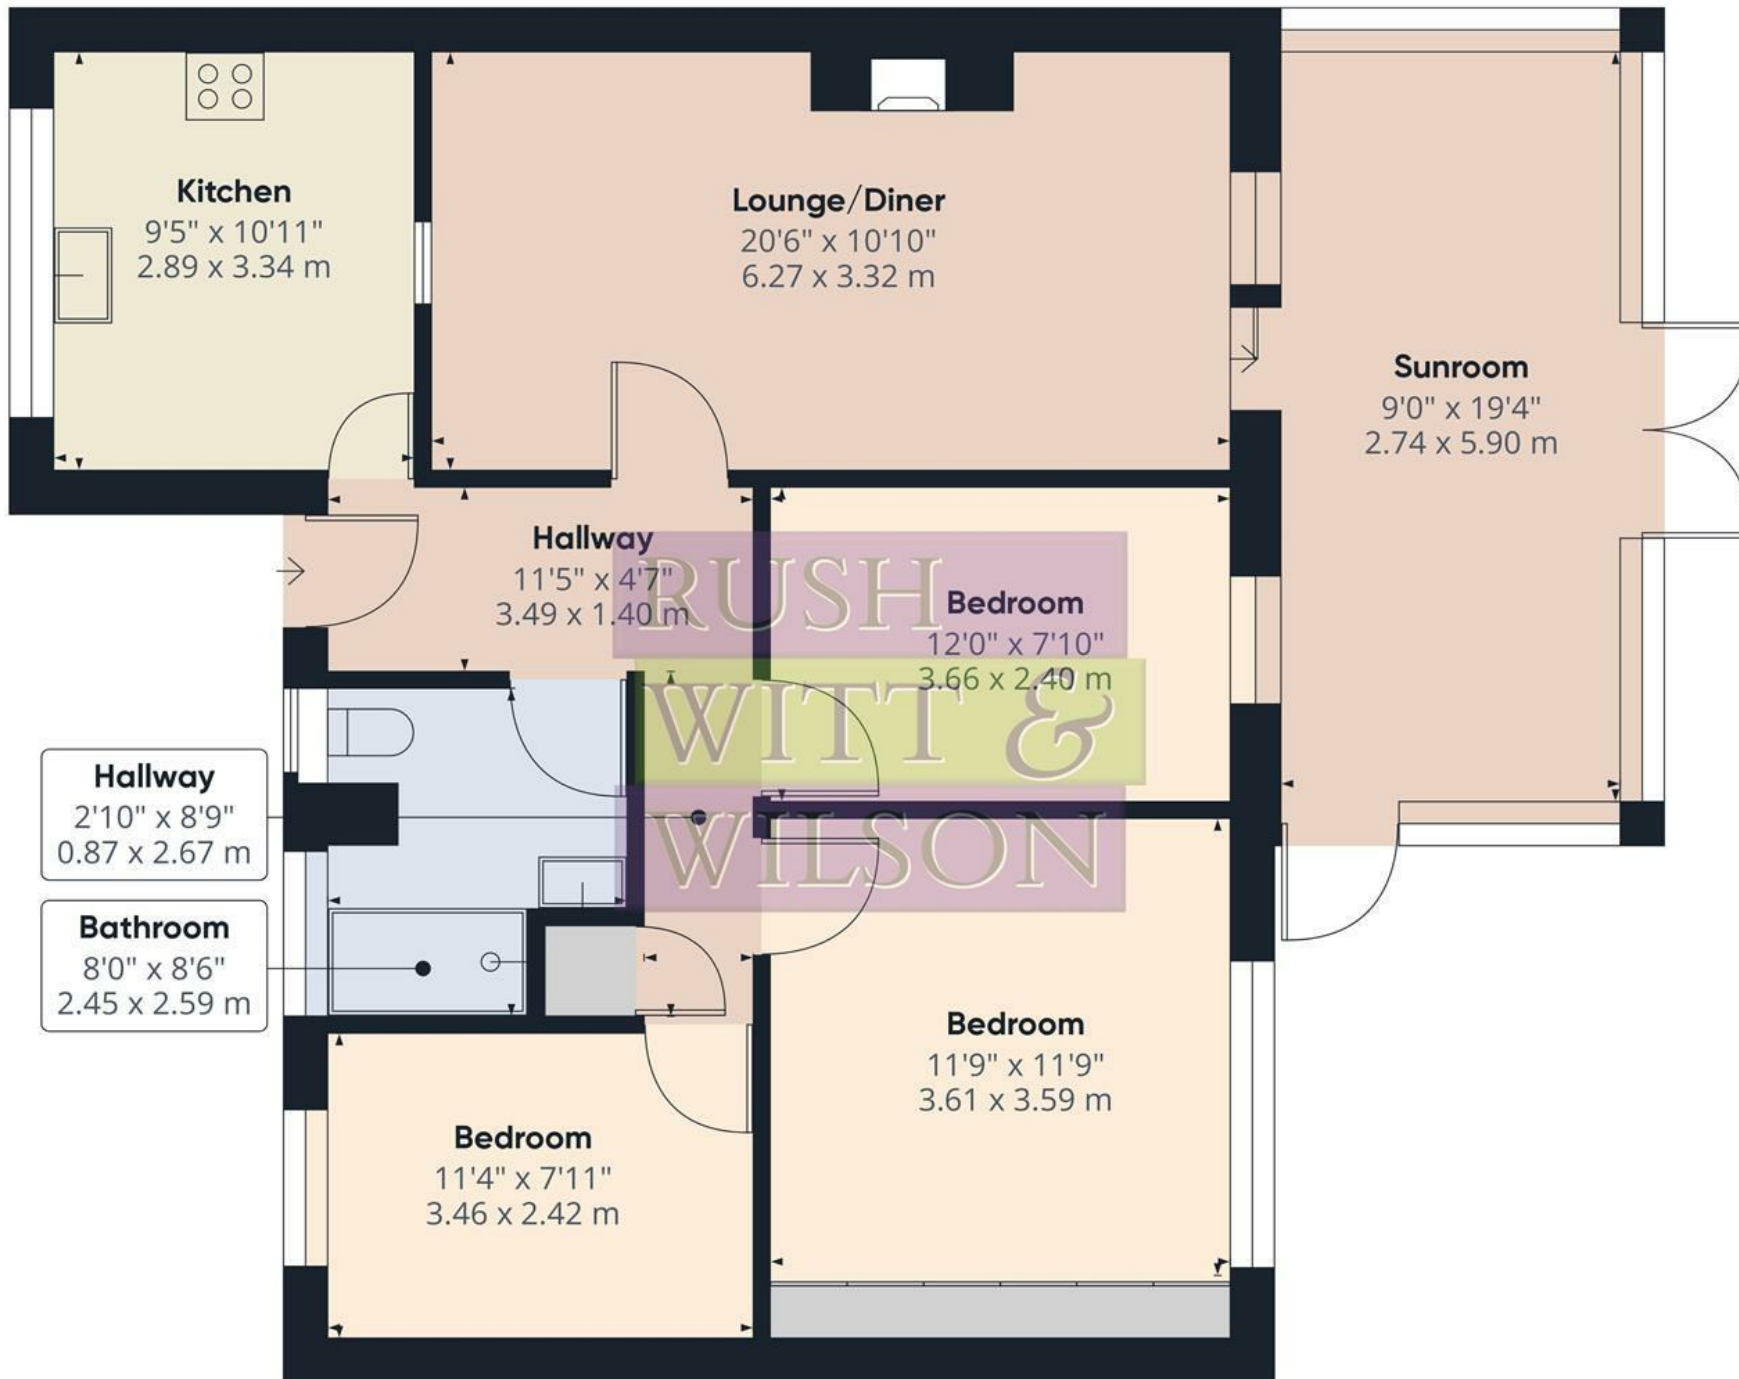 Kitchen
9'5" x 10'11"
2.89 x 3.34 m
Lounge/Diner
20'6" x 10'10"
6.27 x 3.32 m
Sunroom
9'0" x 19'4"
2.74 x 5.90 m
Hallway
11'5" x 4'7"
3.49 x 1.40 m
Bedroom
12'0" x 7'10"
3.66 x 2.40 m
RUSH
WITT &
WILSON
Hallway
2'10" x 8'9"
0.87 x 2.67 m
Bathroom
8'0" x 8'6"
2.45 x 2.59 m
Bedroom
11'9" x 11'9"
3.61 x 3.59 m
Bedroom
11'4" x 7'11"
3.46 x 2.42 m